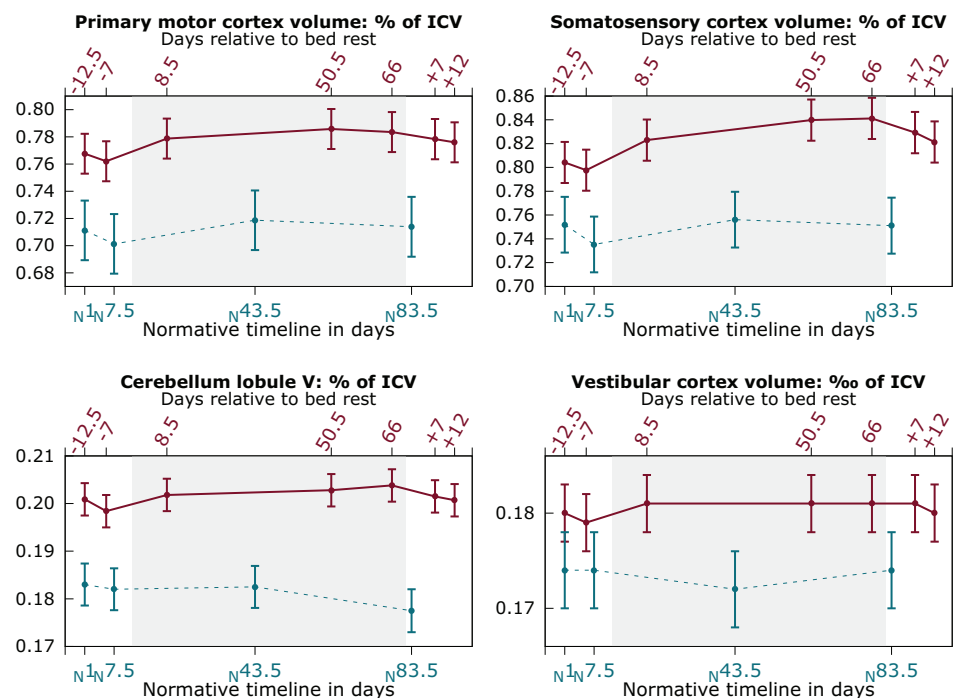 Primary motor cortex volume: % of ICV
Days relative to bed rest
-12.5 -7 8.5 50.5 66 +7 +12
0.80
0.78
0.76
0.74
0.72
0.70
0.68
N1 N7.5 N43.5 N83.5
Normative timeline in days
Somatosensory cortex volume: % of ICV
Days relative to bed rest
-12.5 -7 8.5 50.5 66 +7 +12
0.86
0.84
0.82
0.80
0.78
0.76
0.74
0.72
0.70
N1 N7.5 N43.5 N83.5
Normative timeline in days
Cerebellum lobule V: % of ICV
Days relative to bed rest
-12.5 -7 8.5 50.5 66 +7 +12
0.21
0.20
0.19
0.18
0.17
N1 N7.5 N43.5 N83.5
Normative timeline in days
Vestibular cortex volume: ‰ of ICV
Days relative to bed rest
-12.5 -7 8.5 50.5 66 +7 +12
0.18
0.17
N1 N7.5 N43.5 N83.5
Normative timeline in days